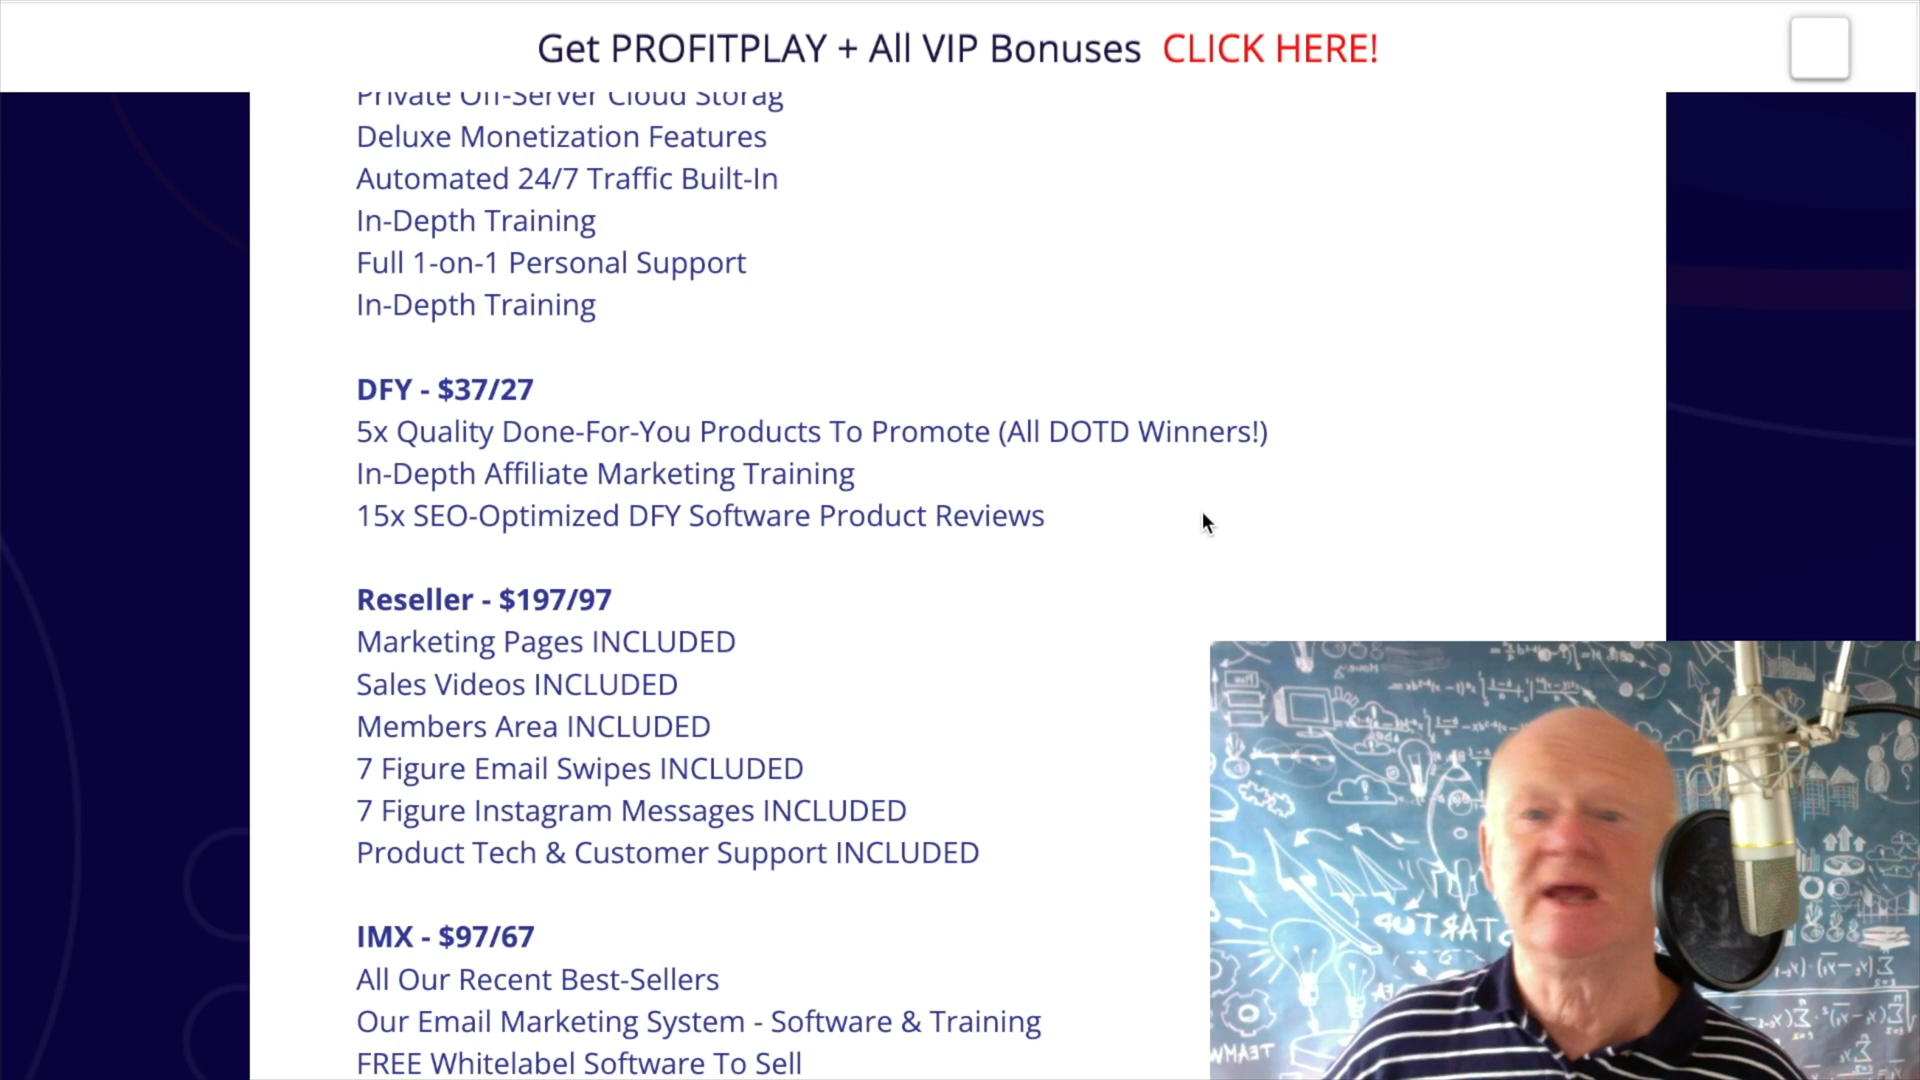 Get PROFITPLAY + All VIP Bonuses CLICK HERE!
Private Off-Server Cloud Storag
Deluxe Monetization Features
Automated 24/7 Traffic Built-In
In-Depth Training
Full 1-on-1 Personal Support
In-Depth Training
DFY - $37/27
5x Quality Done-For-You Products To Promote (All DOTD Winners!)
In-Depth Affiliate Marketing Training
15x SEO-Optimized DFY Software Product Reviews
Reseller - $197/97
Marketing Pages INCLUDED
Sales Videos INCLUDED
Members Area INCLUDED
7 Figure Email Swipes INCLUDED
7 Figure Instagram Messages INCLUDED
Product Tech & Customer Support INCLUDED
IMX - $97/67
All Our Recent Best-Sellers
Our Email Marketing System - Software & Training
FREE Whitelabel Software To Sell